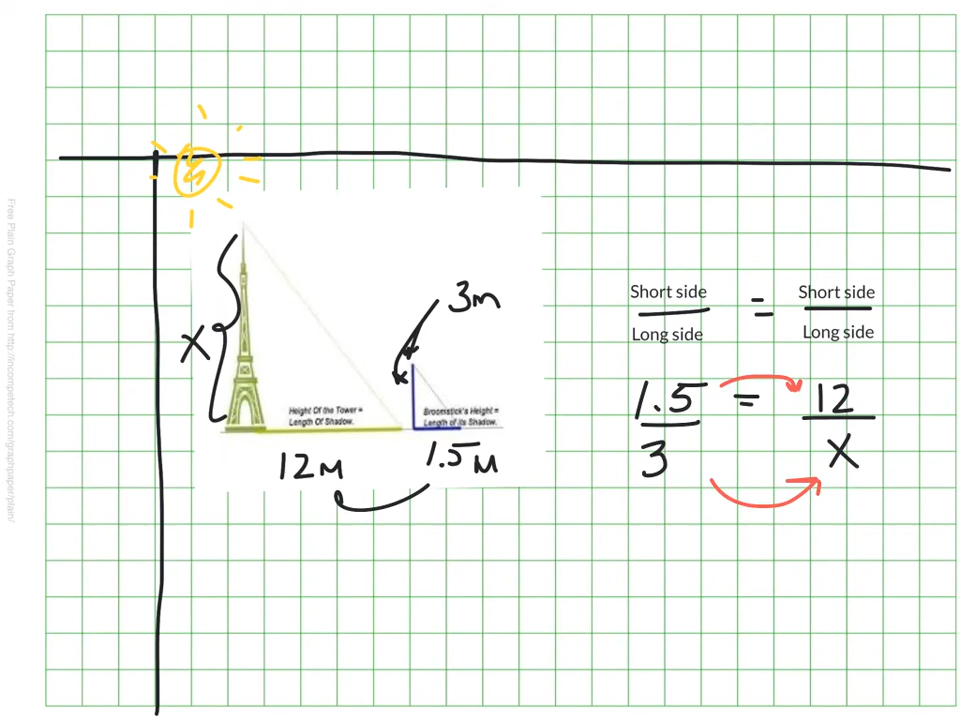 Free Plain Graph Paper from http://incompetech.com/graphpaper/plain/
3m
X
Height Of the Tower =
Length Of Shadow.
Broomstick's Height =
Length of its Shadow.
12M
1.5M
Short side = Short side
Long side Long side
1.5 = 12
3 X